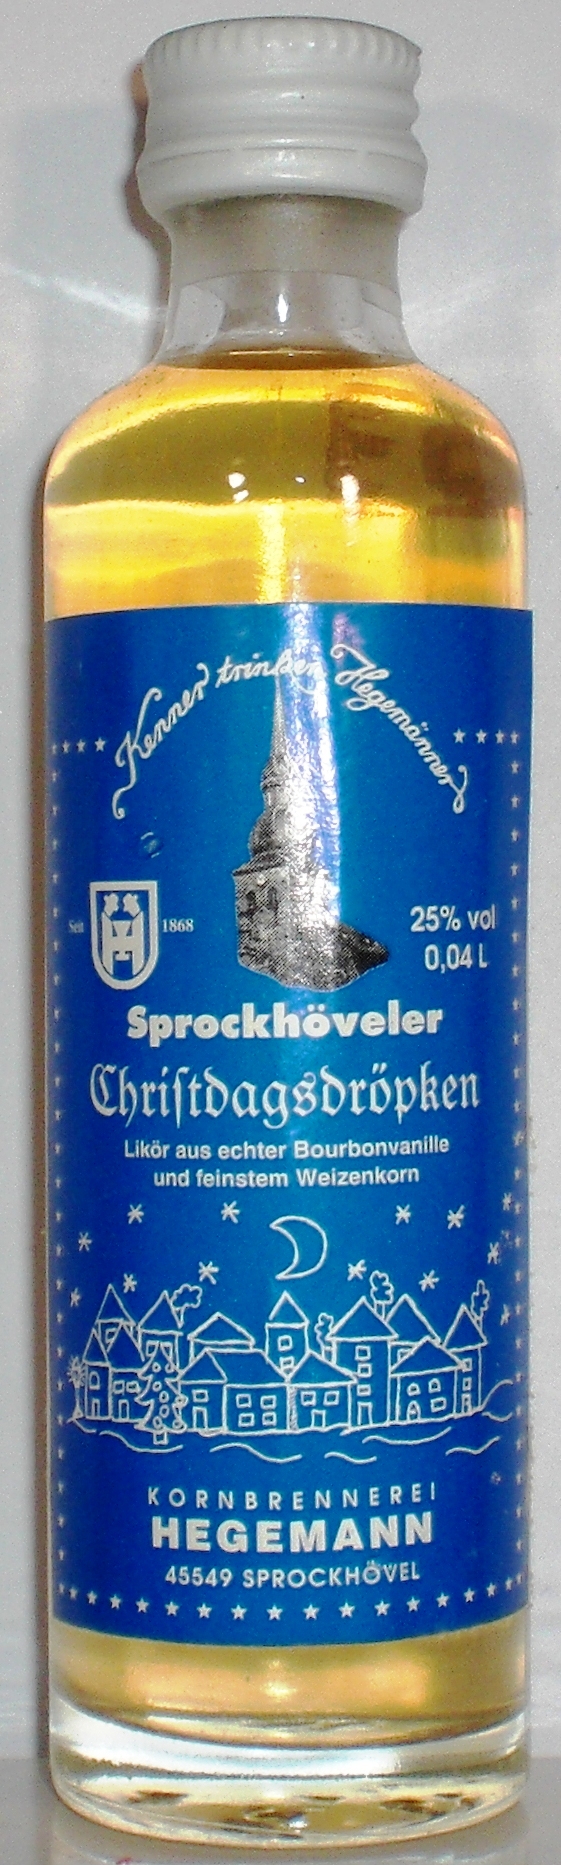 Kenner trinken Hegemänner
Seit 1868
25% vol
0,04 L
Sprockhöveler
Chriſtdagsdröpken
Likör aus echter Bourbonvanille
und feinstem Weizenkorn
KORNBRENNEREI
HEGEMANN
45549 SPROCKHÖVEL